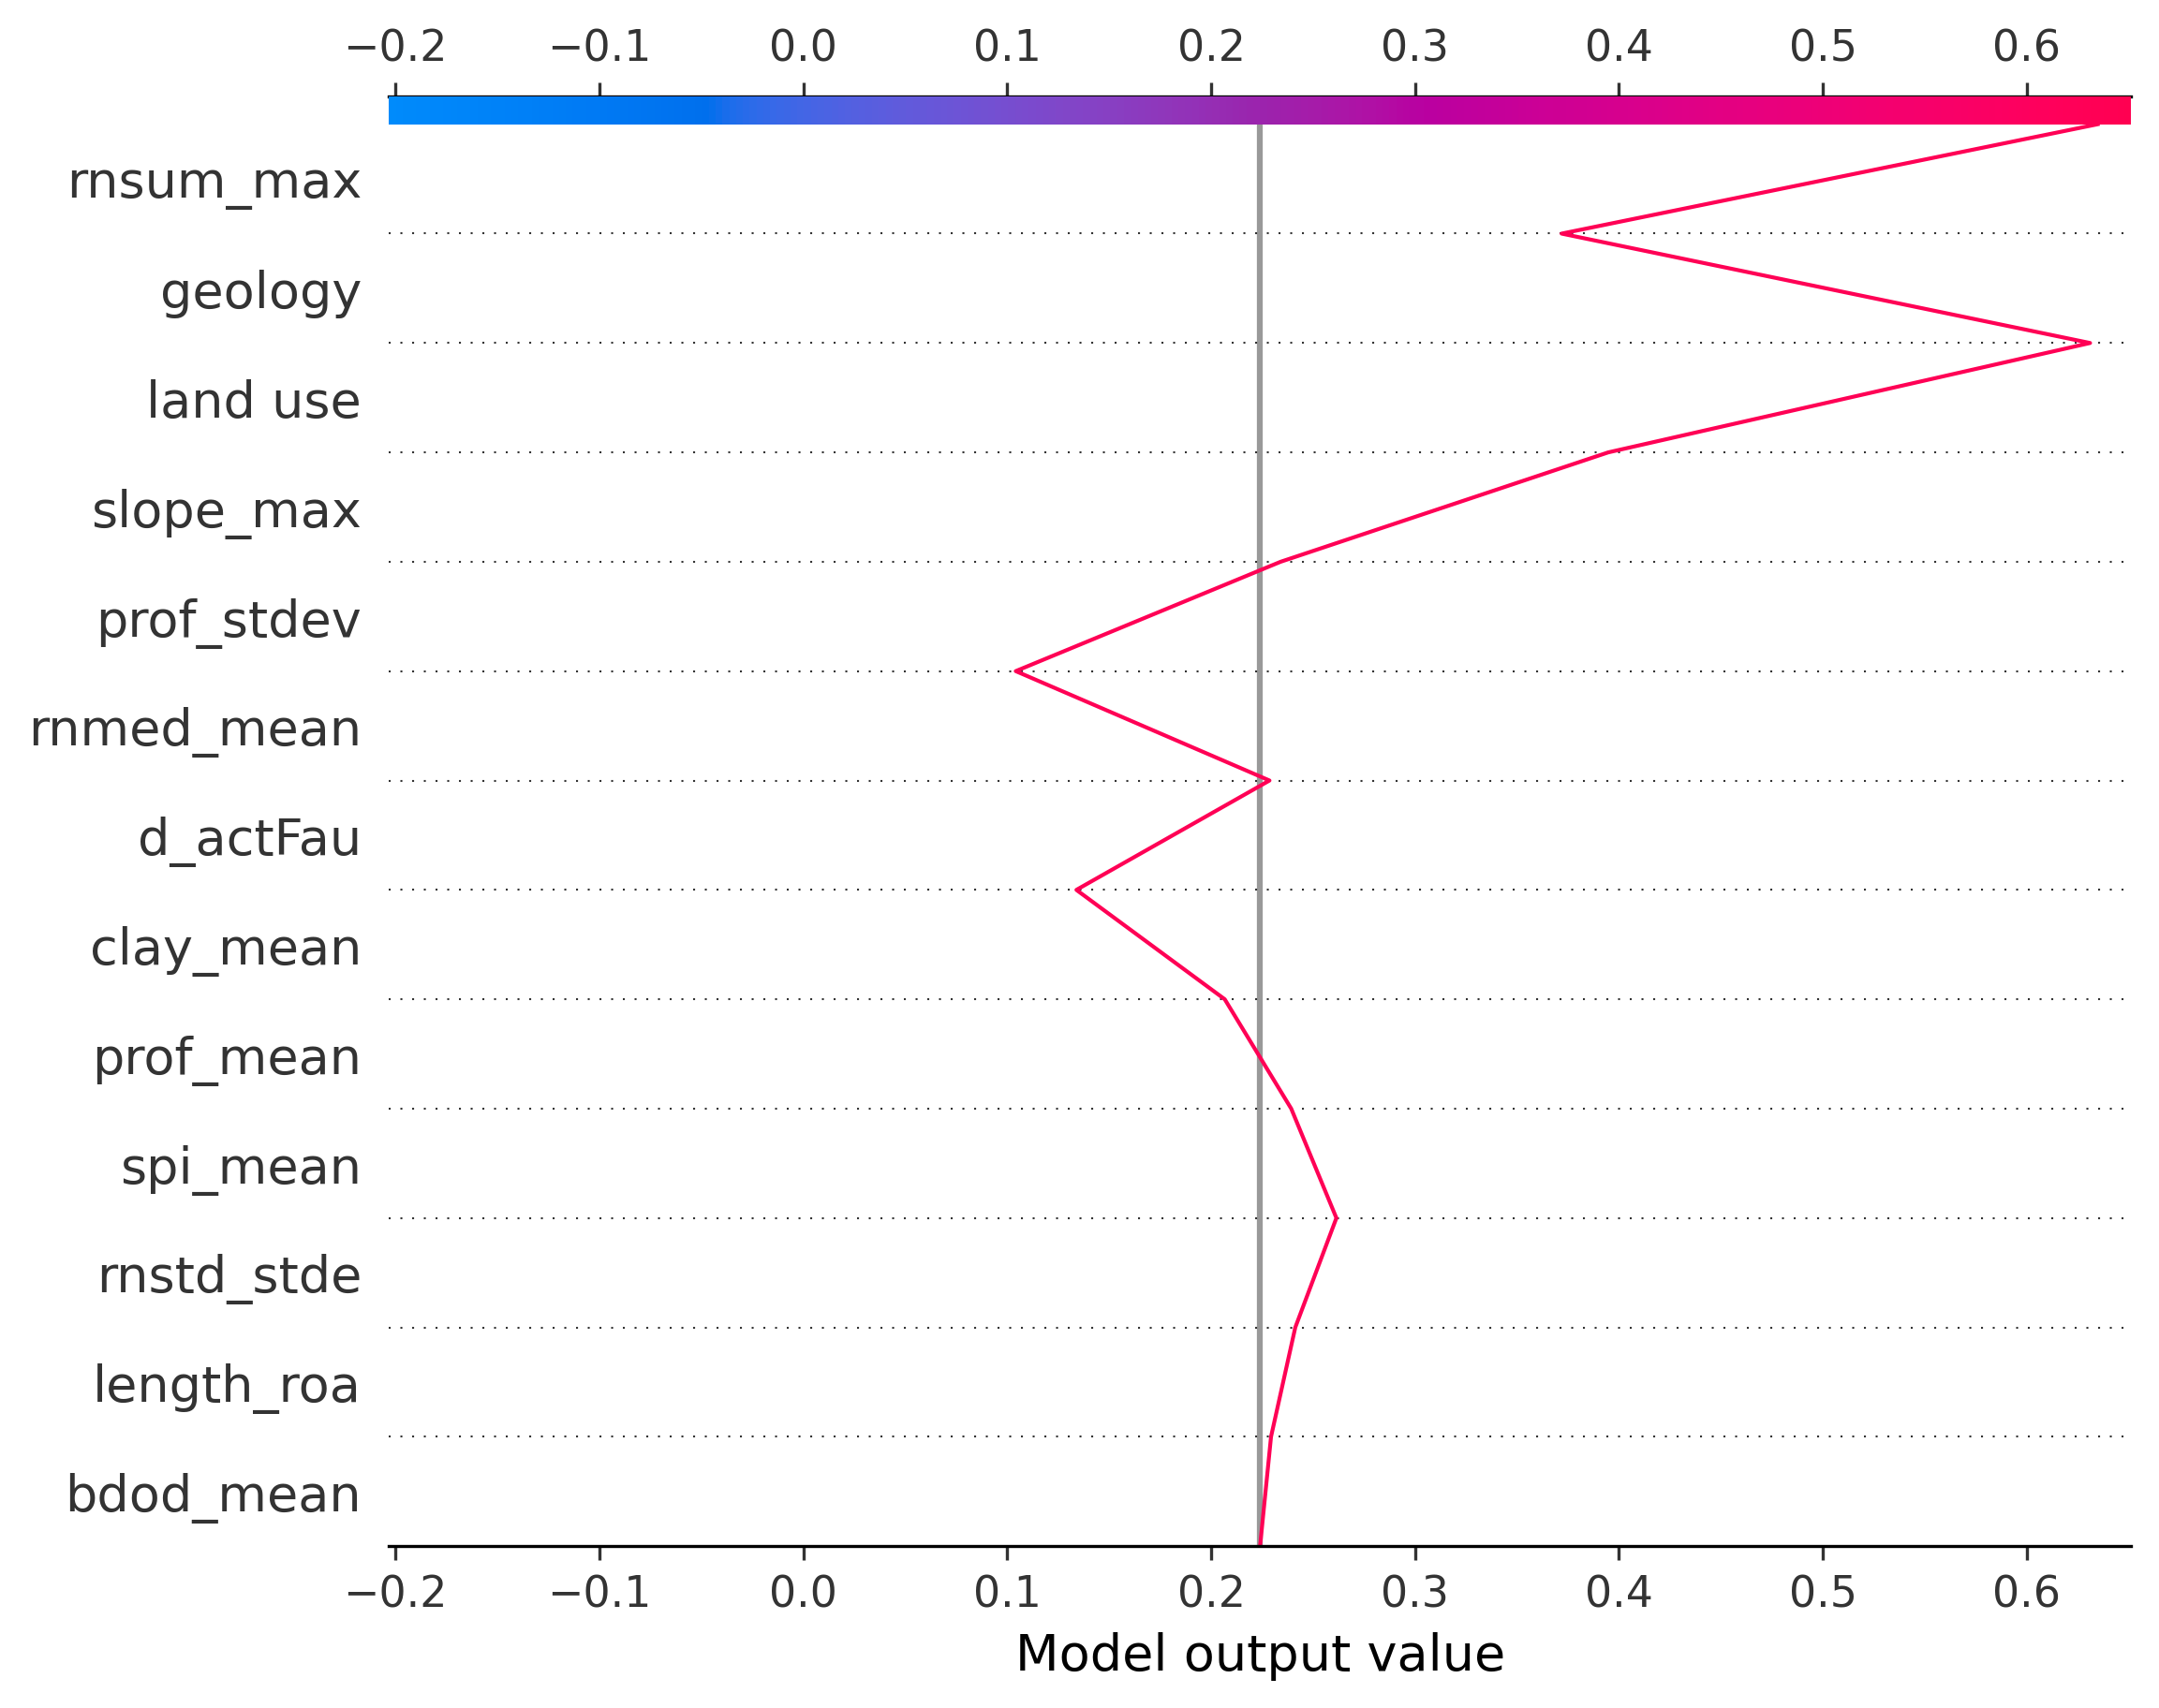 −0.2 −0.1 0.0 0.1 0.2 0.3 0.4 0.5 0.6
rnsum_max
geology
land use
slope_max
prof_stdev
rnmed_mean
d_actFau
clay_mean
prof_mean
spi_mean
rnstd_stde
length_roa
bdod_mean
−0.2 −0.1 0.0 0.1 0.2 0.3 0.4 0.5 0.6
Model output value